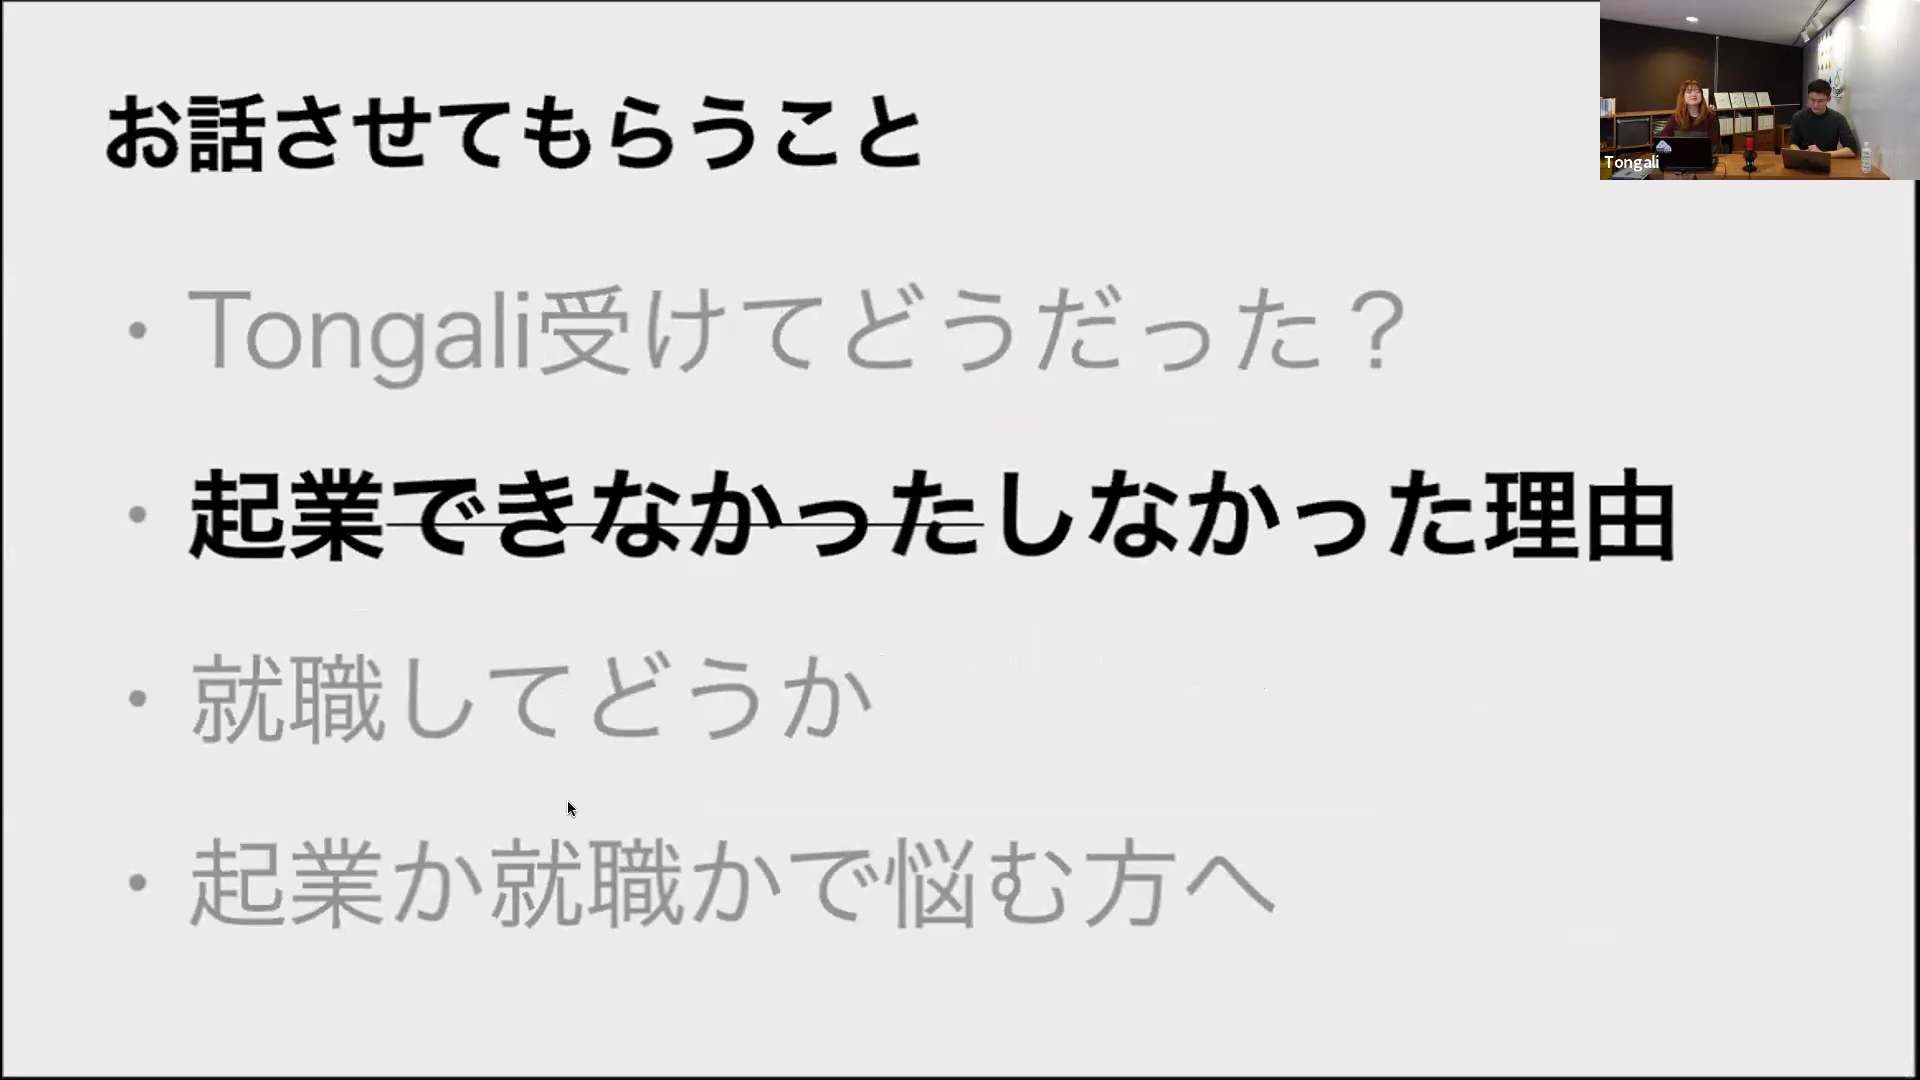 お話させてもらうこと
Tongali
・Tongali受けてどうだった？
・起業できなかったしなかった理由
・就職してどうか
・起業か就職かで悩む方へ